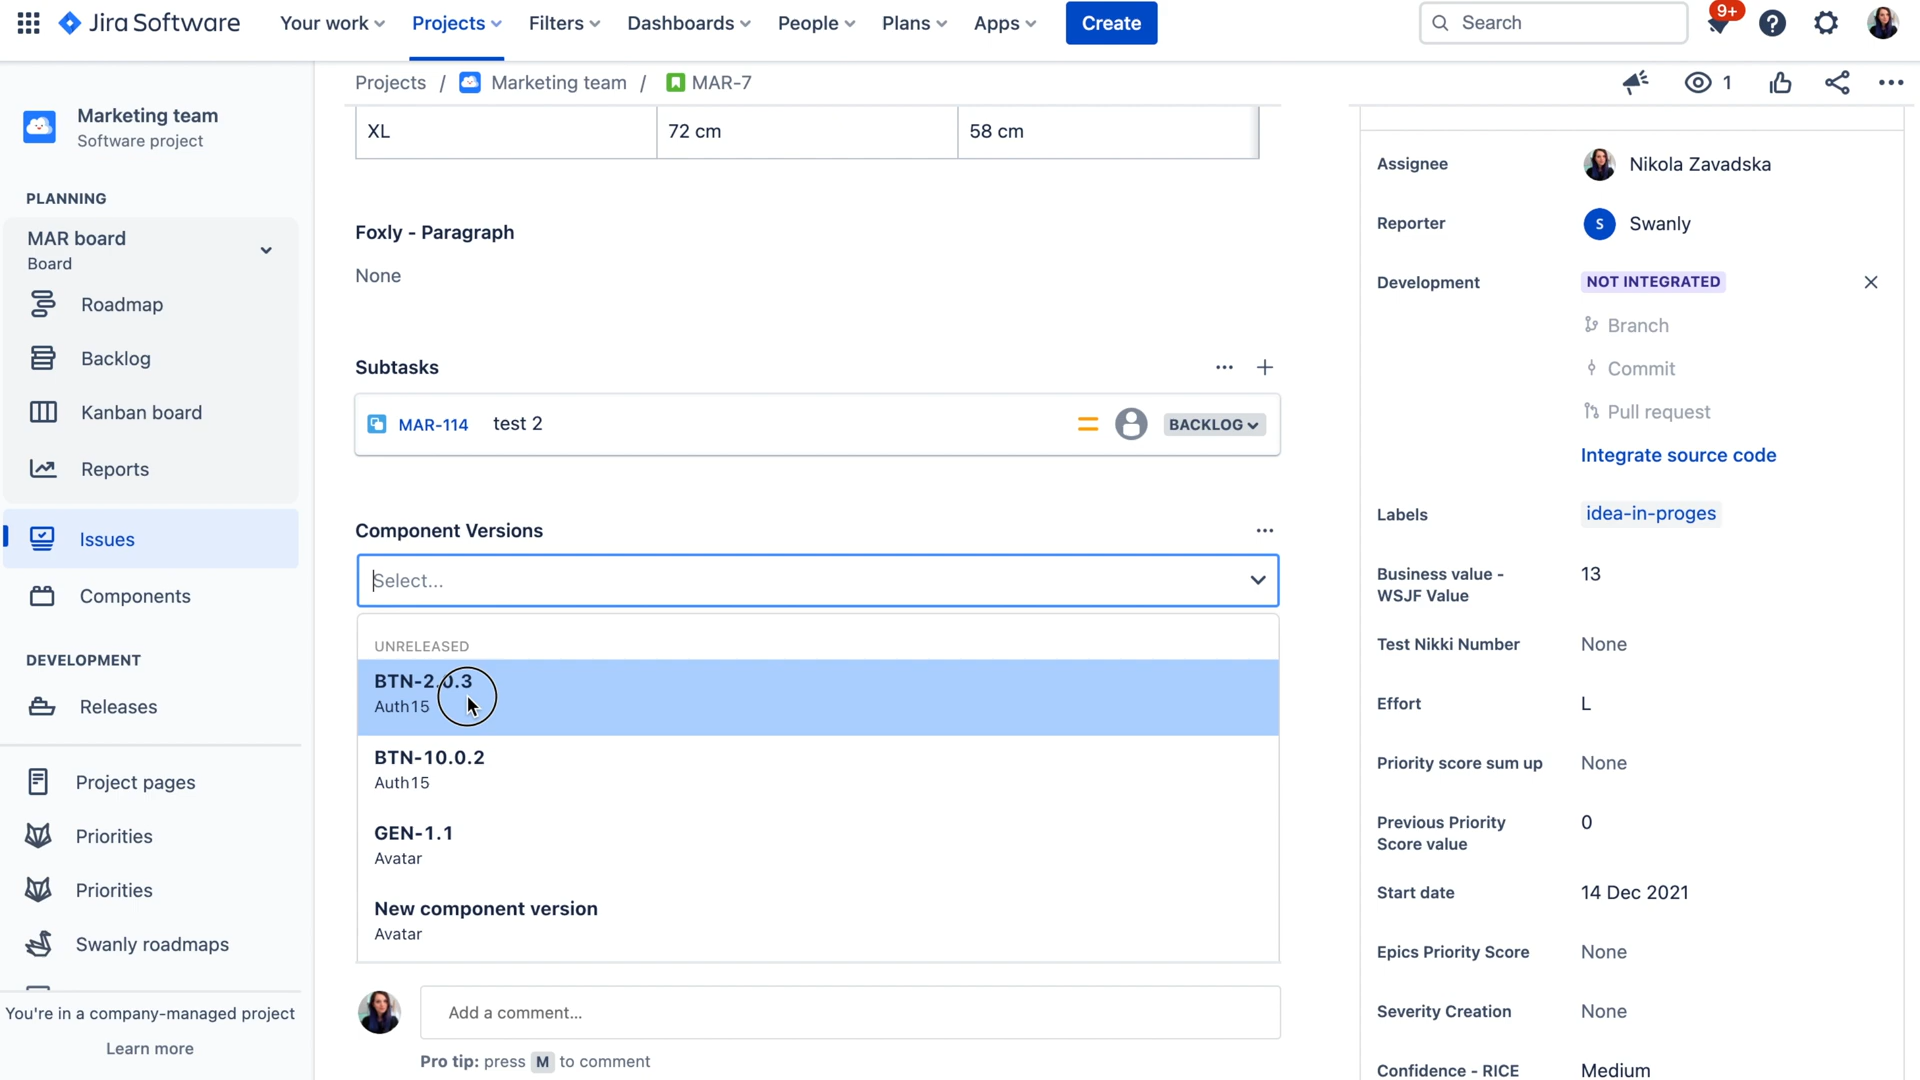 Jira Software
Your work
Projects
Filters
Dashboards
People
Plans
Apps
Create
Search
9+
Marketing team
Software project
PLANNING
MAR board
Board
Roadmap
Backlog
Kanban board
Reports
Issues
Components
DEVELOPMENT
Releases
Project pages
Priorities
Priorities
Swanly roadmaps
You're in a company-managed project
Learn more
Projects / Marketing team / MAR-7
1
XL 72 cm 58 cm
Foxly - Paragraph
None
Subtasks
MAR-114 test 2 BACKLOG
Component Versions
Select...
UNRELEASED
BTN-2.0.3
Auth15
BTN-10.0.2
Auth15
GEN-1.1
Avatar
New component version
Avatar
Add a comment...
Pro tip: press M to comment
Assignee Nikola Zavadska
Reporter S Swanly
Development NOT INTEGRATED
Branch
Commit
Pull request
Integrate source code
Labels idea-in-proges
Business value - 13
WSJF Value
Test Nikki Number None
Effort L
Priority score sum up None
Previous Priority 0
Score value
Start date 14 Dec 2021
Epics Priority Score None
Severity Creation None
Confidence - RICE Medium